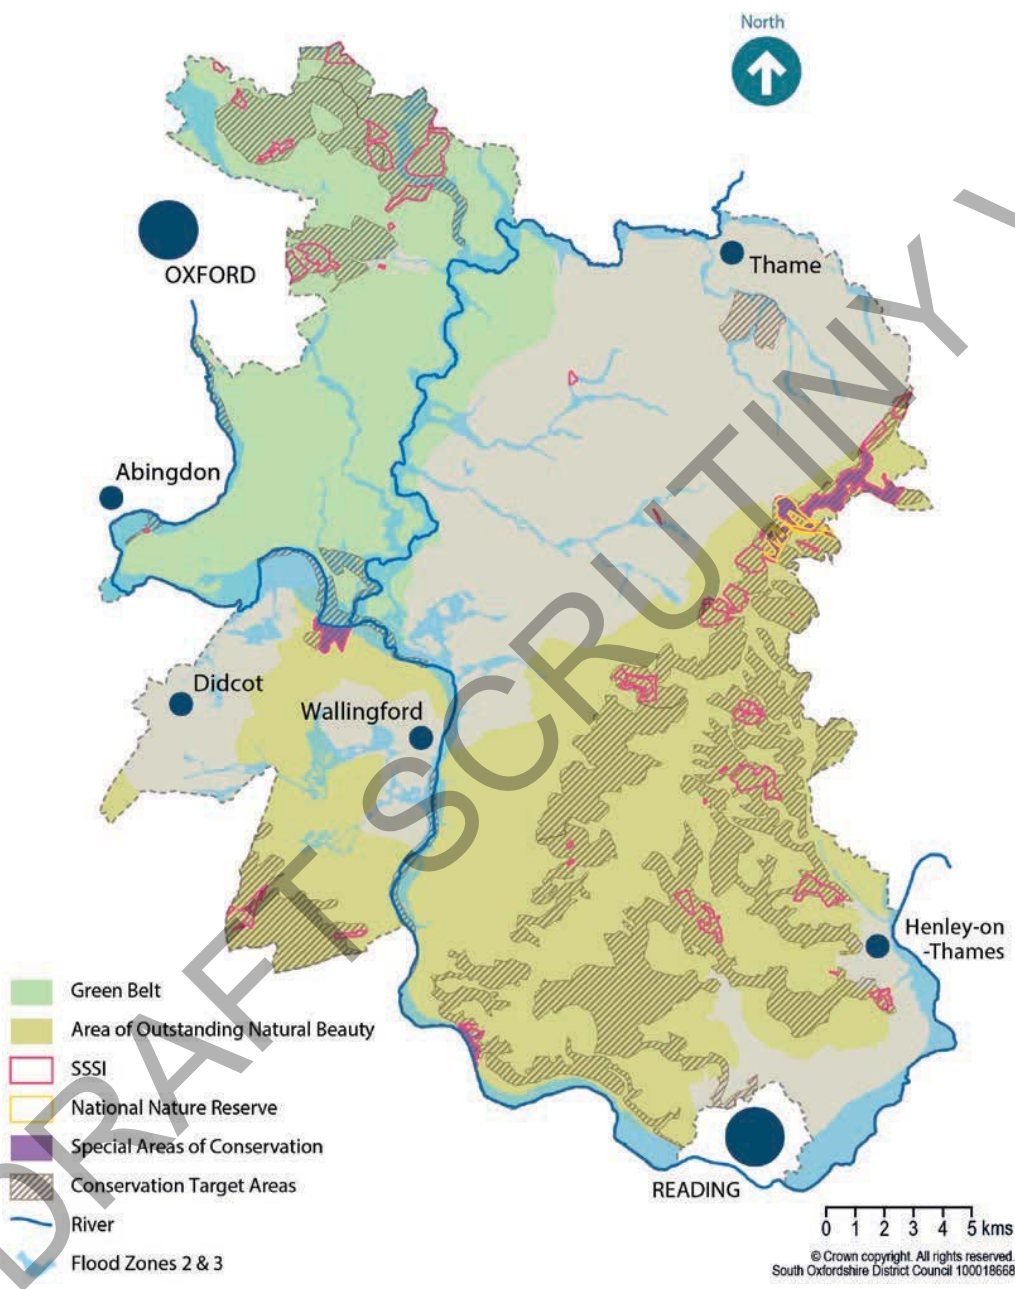 North
OXFORD
Thame
Abingdon
Didcot
Wallingford
Henley-on
-Thames
READING
Green Belt
Area of Outstanding Natural Beauty
SSSI
National Nature Reserve
Special Areas of Conservation
Conservation Target Areas
River
Flood Zones 2 & 3
0 1 2 3 4 5 kms
© Crown copyright. All rights reserved.
South Oxfordshire District Council 100018668
DRAFT SCRUTINY